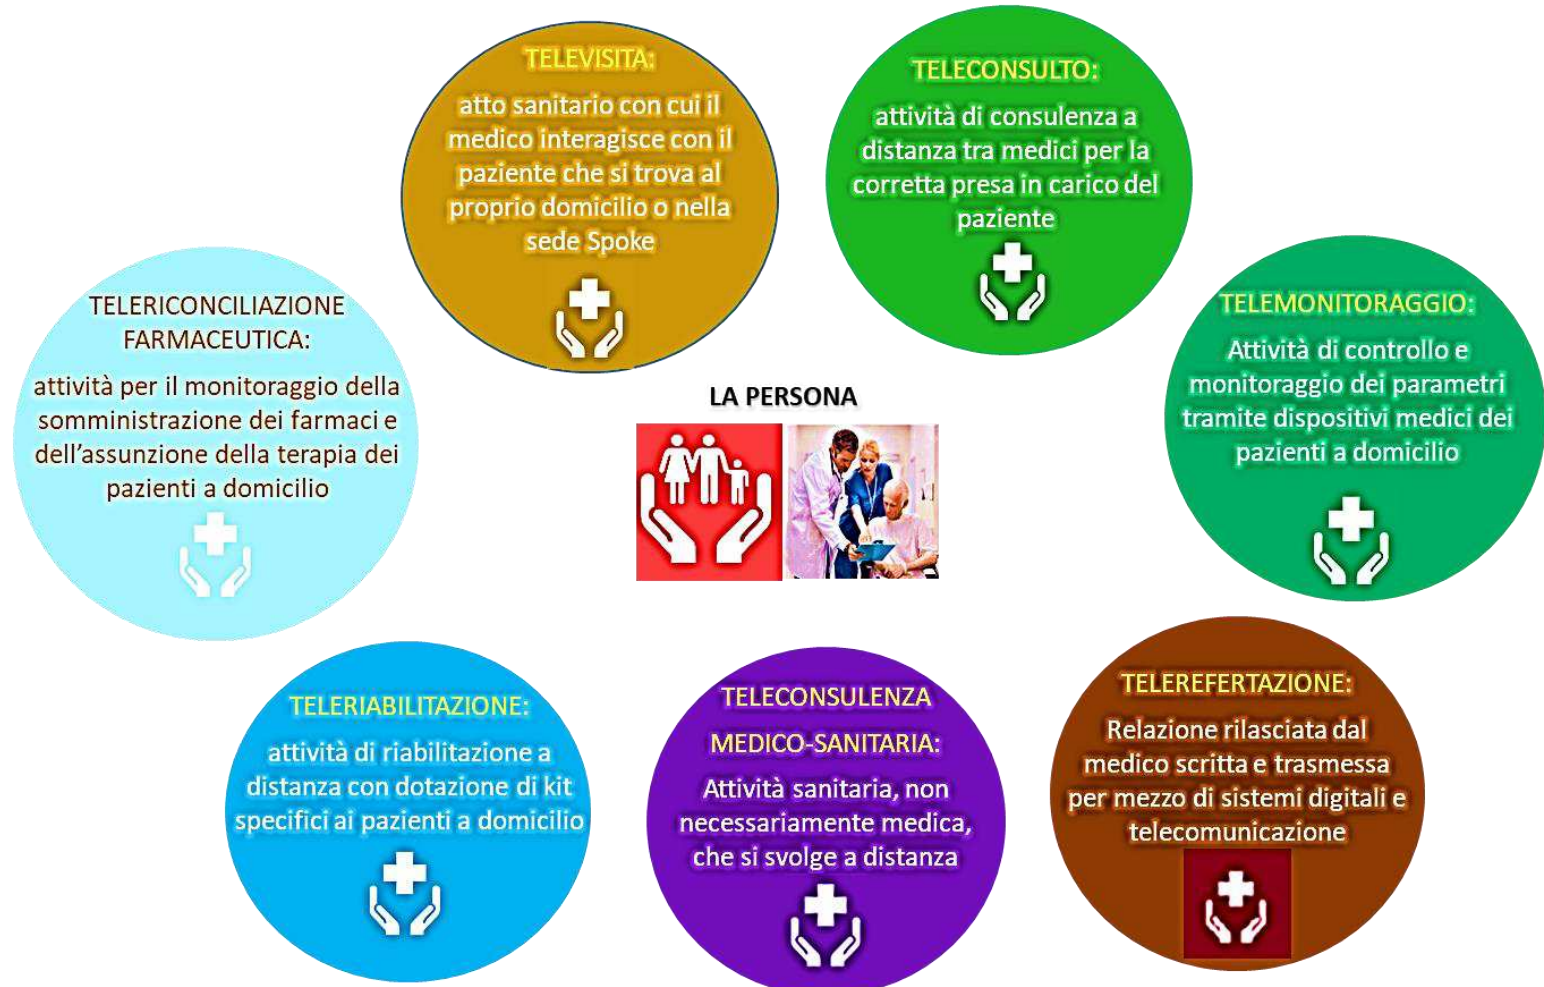 TELEVISITA:
atto sanitario con cui il
medico interagisce con il
paziente che si trova al
proprio domicilio o nella
sede Spoke
TELECONSULTO:
attività di consulenza a
distanza tra medici per la
corretta presa in carico del
paziente
TELERICONCILIAZIONE
FARMACEUTICA:
attività per il monitoraggio della
somministrazione dei farmaci e
dell'assunzione della terapia dei
pazienti a domicilio
TELEMONITORAGGIO:
Attività di controllo e
monitoraggio dei parametri
tramite dispositivi medici dei
pazienti a domicilio
LA PERSONA
TELERIABILITAZIONE:
attività di riabilitazione a
distanza con dotazione di kit
specifici ai pazienti a domicilio
TELECONSULENZA
MEDICO-SANITARIA:
Attività sanitaria, non
necessariamente medica,
che si svolge a distanza
TELEREFERTAZIONE:
Relazione rilasciata dal
medico scritta e trasmessa
per mezzo di sistemi digitali e
telecomunicazione